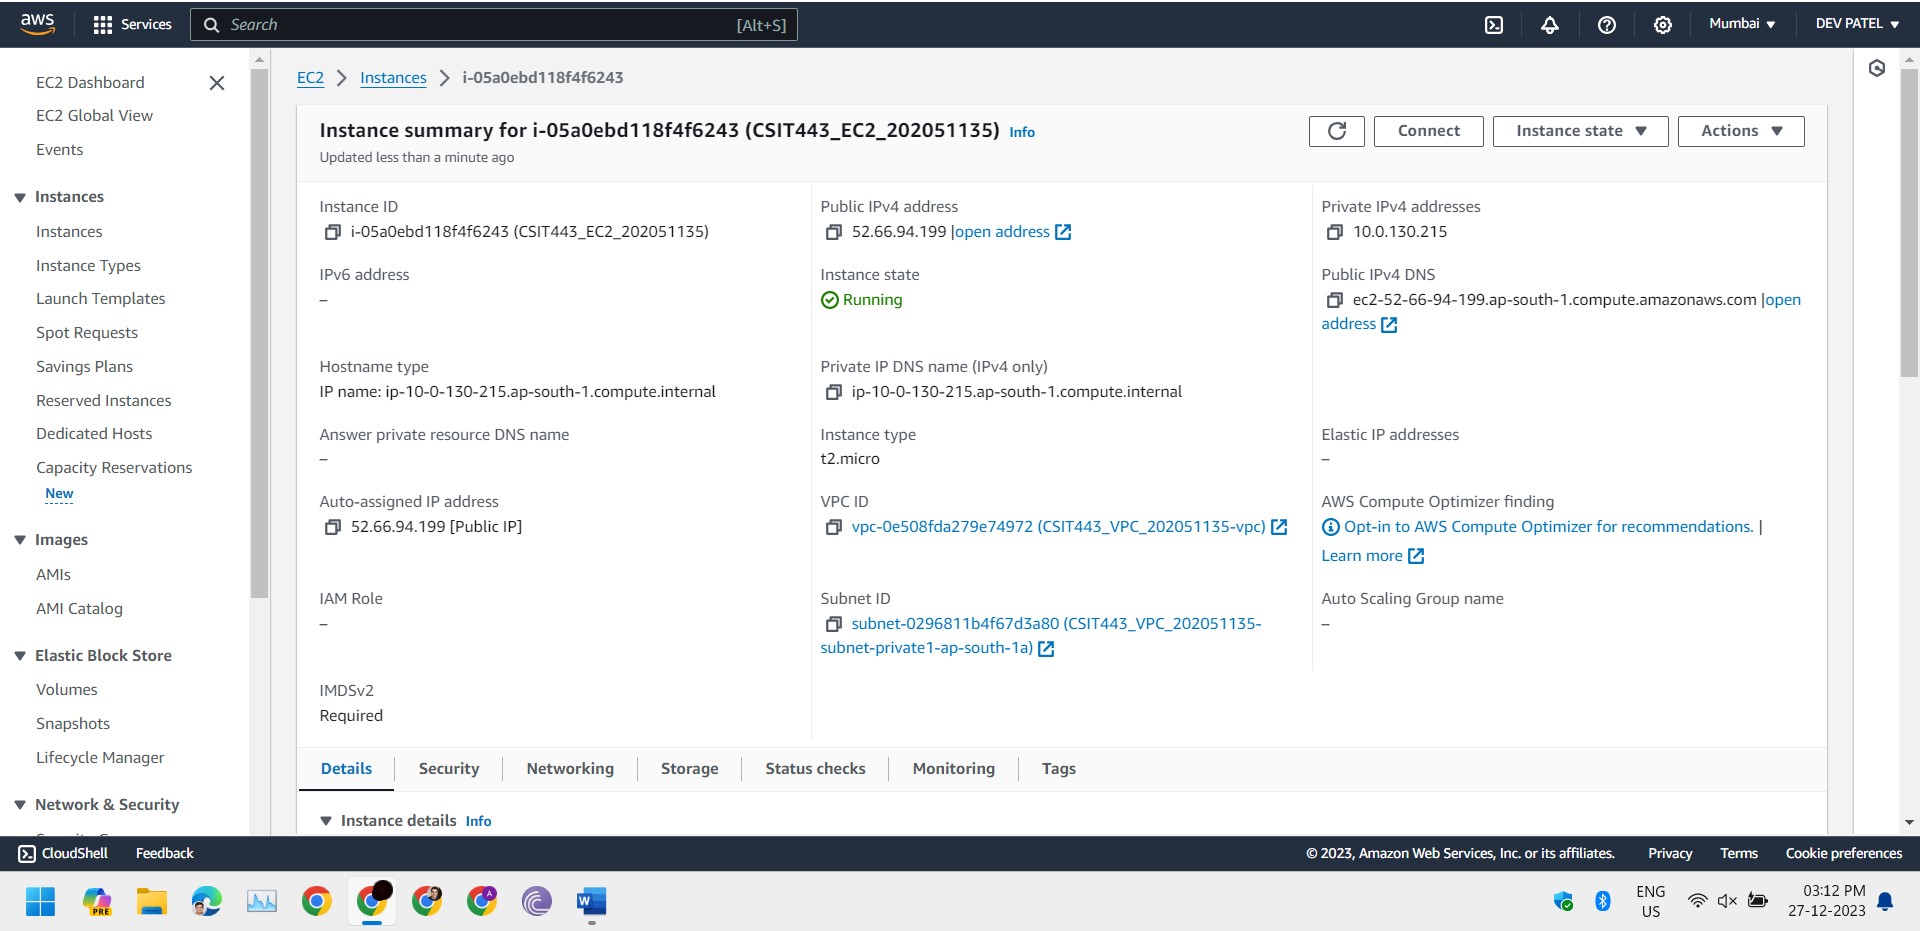 aws
Services
Search
[Alt+S]
Mumbai
DEV PATEL
EC2 Dashboard
EC2 Global View
Events
Instances
Instances
Instance Types
Launch Templates
Spot Requests
Savings Plans
Reserved Instances
Dedicated Hosts
Capacity Reservations
New
Images
AMIs
AMI Catalog
Elastic Block Store
Volumes
Snapshots
Lifecycle Manager
Network & Security
EC2 > Instances > i-05a0ebd118f4f6243
Instance summary for i-05a0ebd118f4f6243 (CSIT443_EC2_202051135) Info
Updated less than a minute ago
Connect
Instance state
Actions
Instance ID
i-05a0ebd118f4f6243 (CSIT443_EC2_202051135)
Public IPv4 address
52.66.94.199 |open address
Private IPv4 addresses
10.0.130.215
IPv6 address
–
Instance state
Running
Public IPv4 DNS
ec2-52-66-94-199.ap-south-1.compute.amazonaws.com |open
address
Hostname type
IP name: ip-10-0-130-215.ap-south-1.compute.internal
Private IP DNS name (IPv4 only)
ip-10-0-130-215.ap-south-1.compute.internal
Answer private resource DNS name
–
Instance type
t2.micro
Elastic IP addresses
–
Auto-assigned IP address
52.66.94.199 [Public IP]
VPC ID
vpc-0e508fda279e74972 (CSIT443_VPC_202051135-vpc)
AWS Compute Optimizer finding
Opt-in to AWS Compute Optimizer for recommendations. |
Learn more
IAM Role
–
Subnet ID
subnet-0296811b4f67d3a80 (CSIT443_VPC_202051135-
subnet-private1-ap-south-1a)
Auto Scaling Group name
–
IMDSv2
Required
Details
Security
Networking
Storage
Status checks
Monitoring
Tags
Instance details Info
CloudShell
Feedback
© 2023, Amazon Web Services, Inc. or its affiliates.
Privacy
Terms
Cookie preferences
PRE
A
W
ENG
US
03:12 PM
27-12-2023